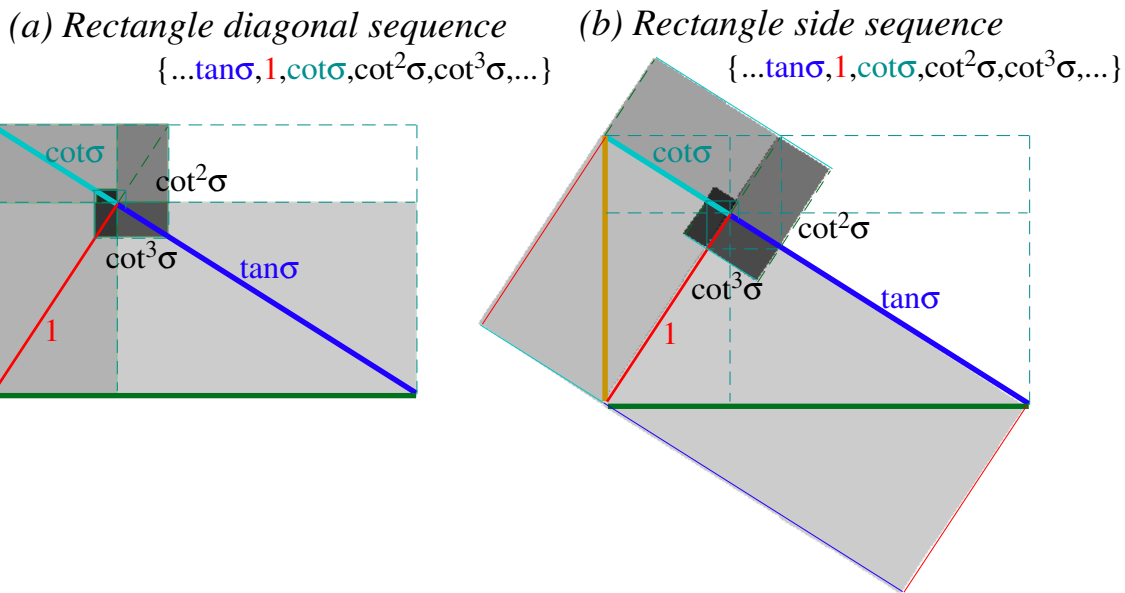 (a) Rectangle diagonal sequence
{...tanσ,1,cotσ,cot²σ,cot³σ,...}
cotσ
cot²σ
cot³σ
tanσ
1
(b) Rectangle side sequence
{...tanσ,1,cotσ,cot²σ,cot³σ,...}
cotσ
cot²σ
cot³σ
tanσ
1